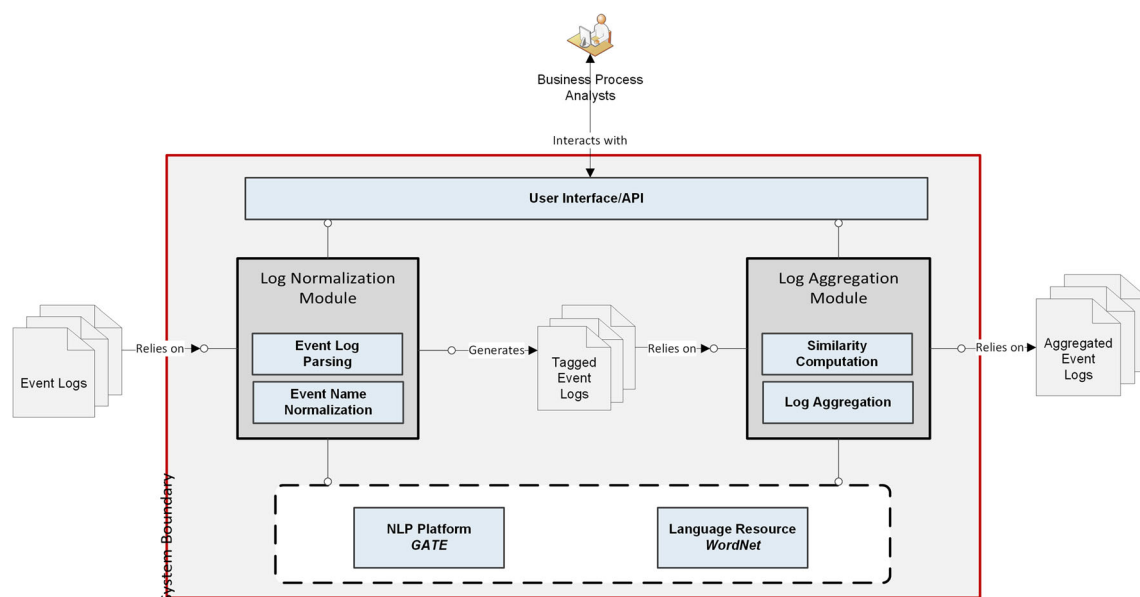 Business Process
Analysts
Interacts with
User Interface/API
Log Normalization
Module
Event Log
Parsing
Event Name
Normalization
Log Aggregation
Module
Similarity
Computation
Log Aggregation
Event Logs
Relies on
Generates
Tagged
Event
Logs
Relies on
Relies on
Aggregated
Event
Logs
NLP Platform
GATE
Language Resource
WordNet
ystem Boundary